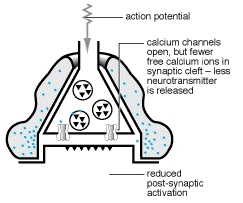 action potential
calcium channels
open, but fewer
free calcium ions in
synaptic cleft – less
neurotransmitter
is released
reduced
post-synaptic
activation